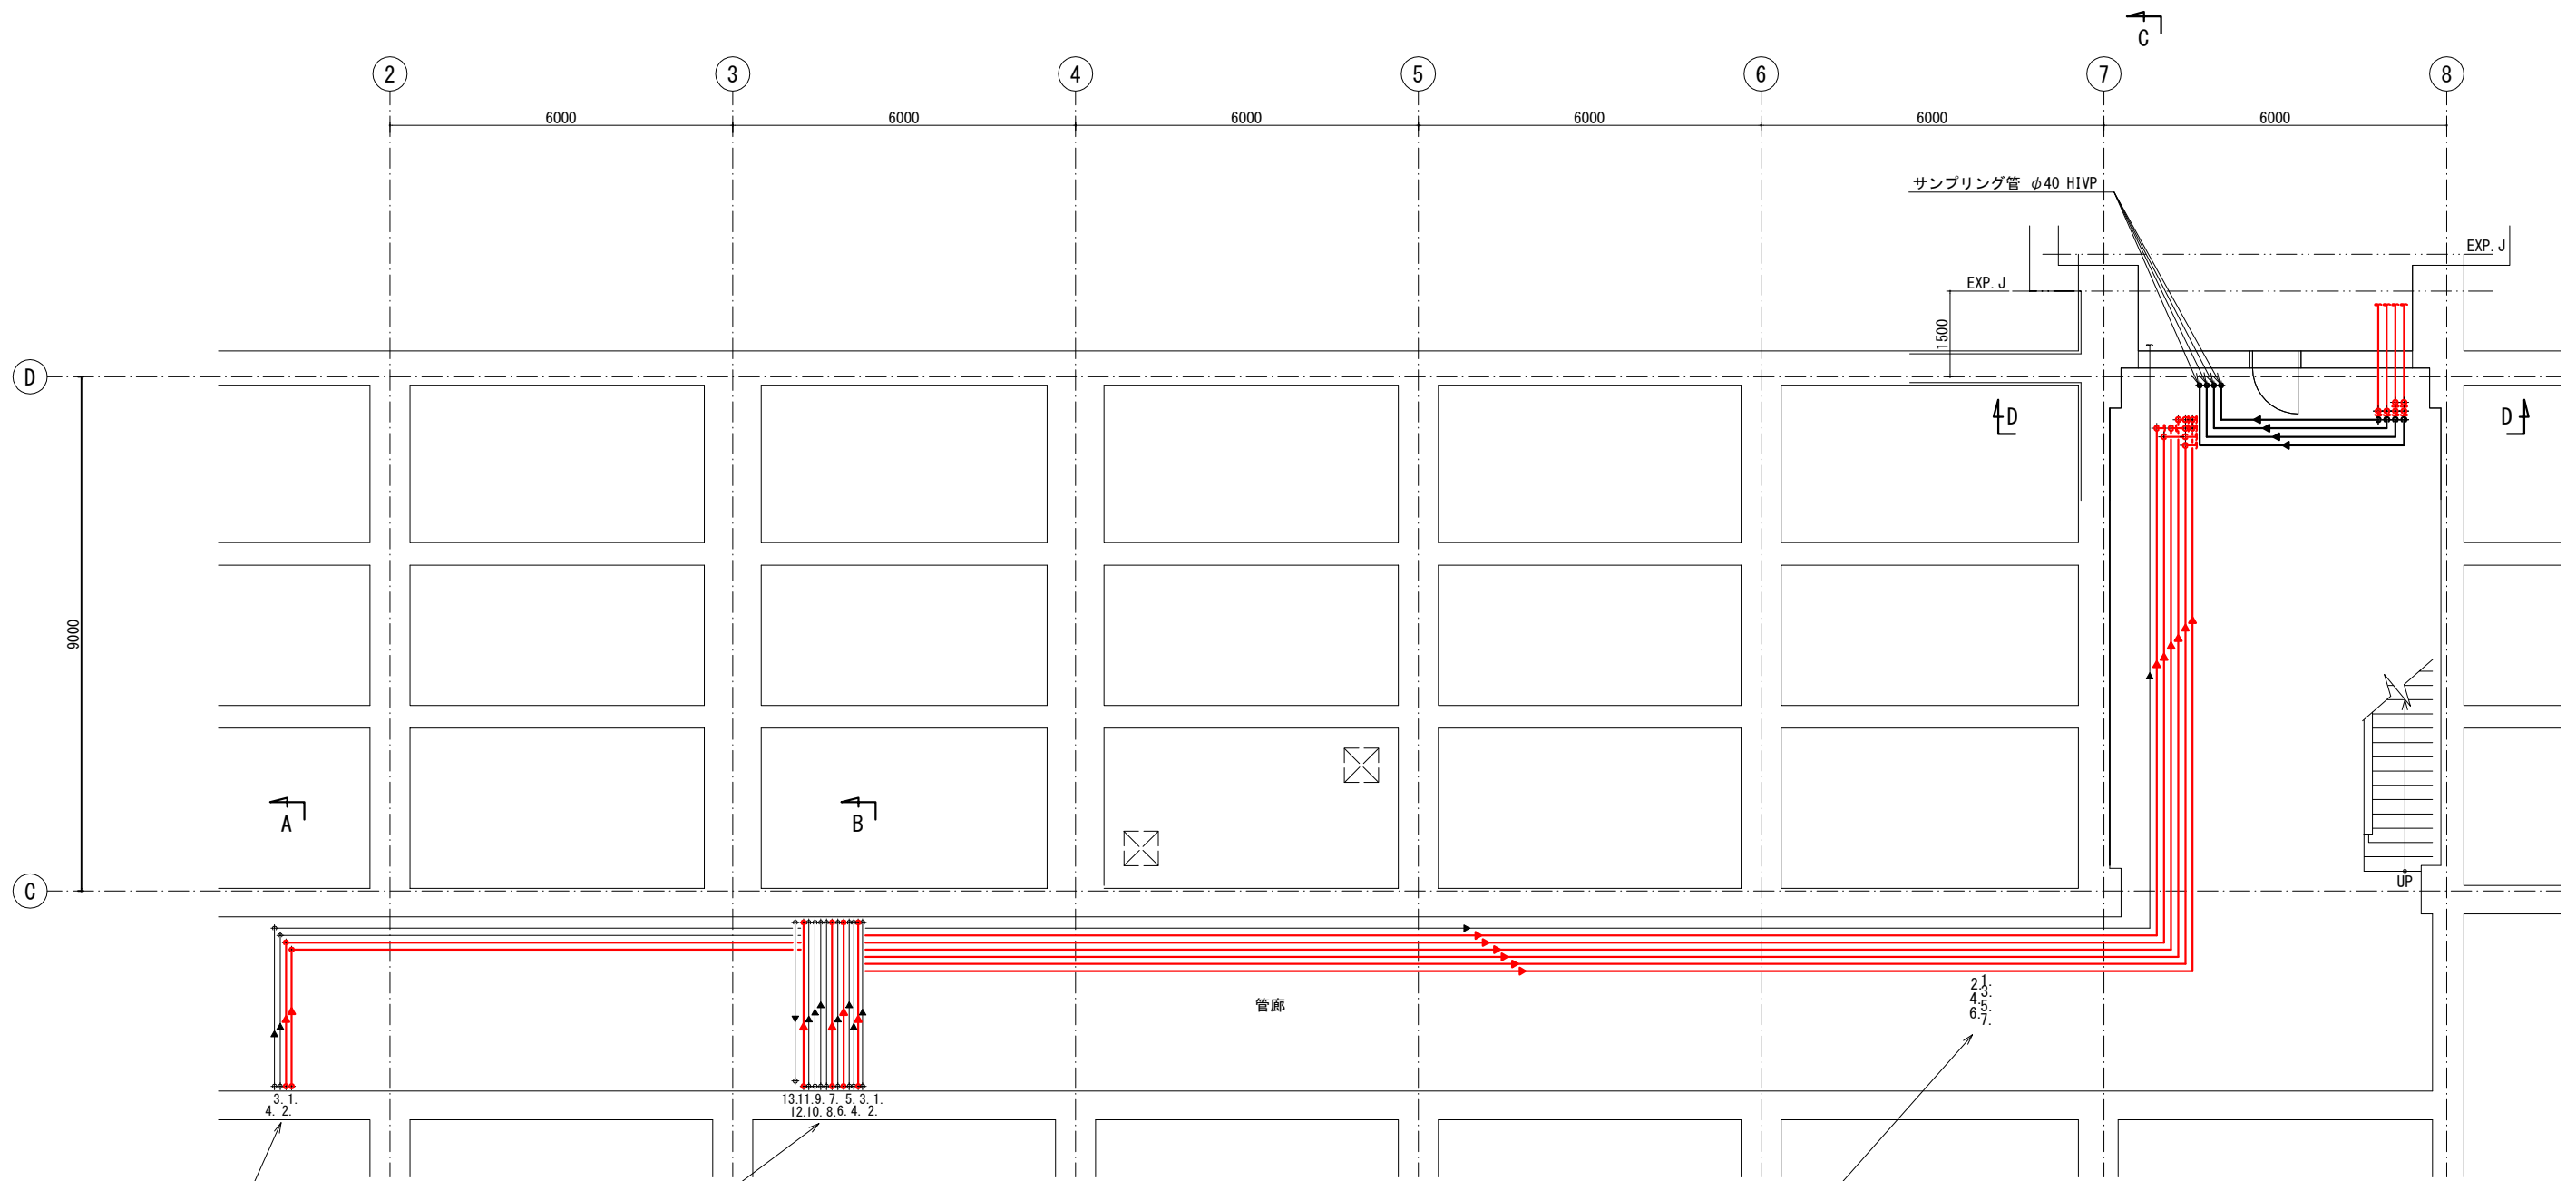 C
2 3 4 5 6 7 8
6000 6000 6000 6000 6000 6000
サンプリング管 φ40 HIVP
EXP. J
EXP. J
1500
D
D D
9000
A B
C
UP
2. 1.
4. 3.
6. 5.
7.
管廊
3. 1.
4. 2.
13. 11. 9. 7. 5. 3. 1.
12. 10. 8. 6. 4. 2.